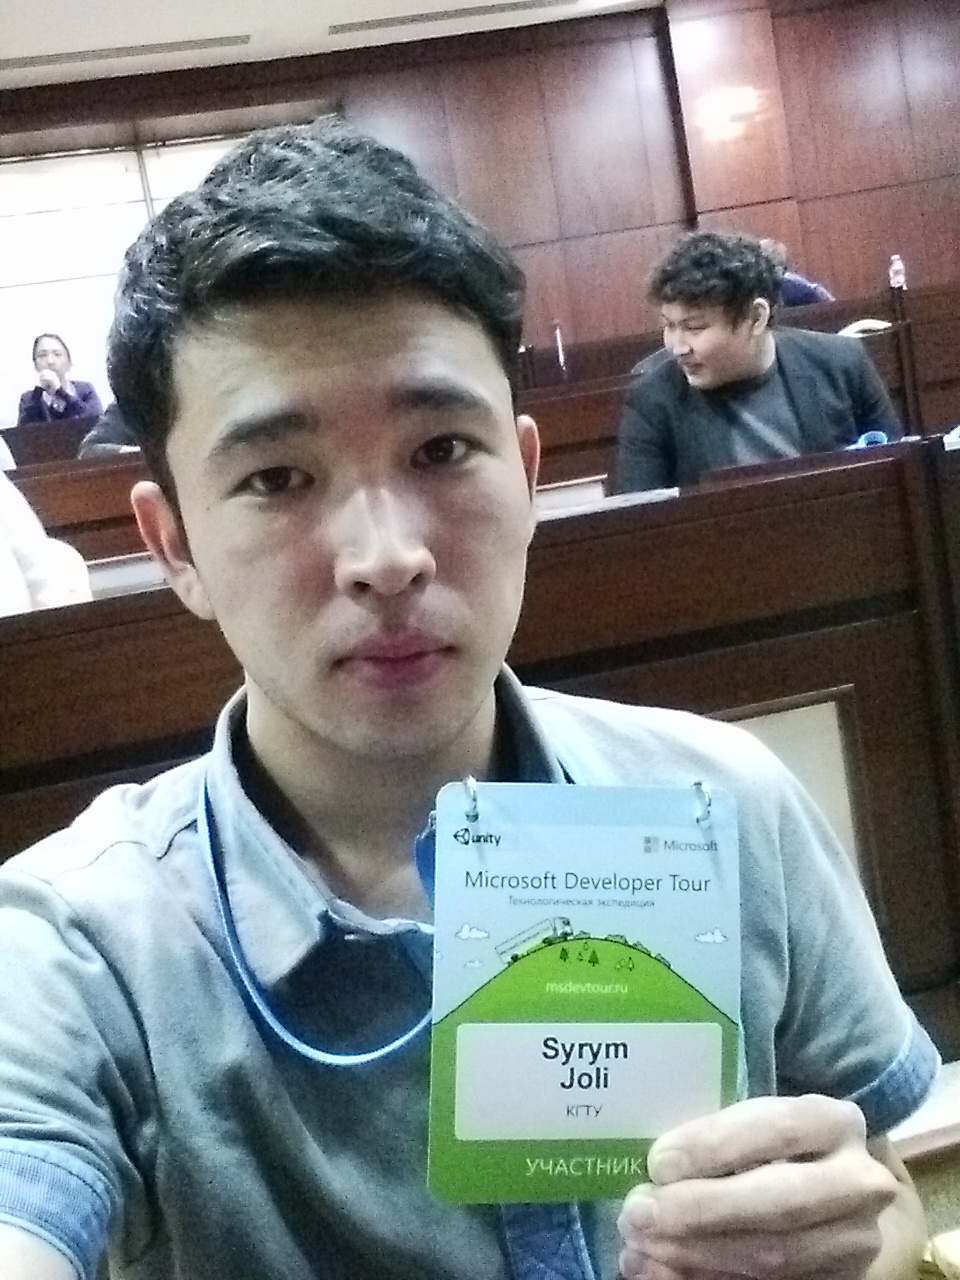 unity
Microsoft
Microsoft Developer Tour
Технологическая экспедиция
msdevtour.ru
Syrym
Joli
КГТУ
УЧАСТНИК